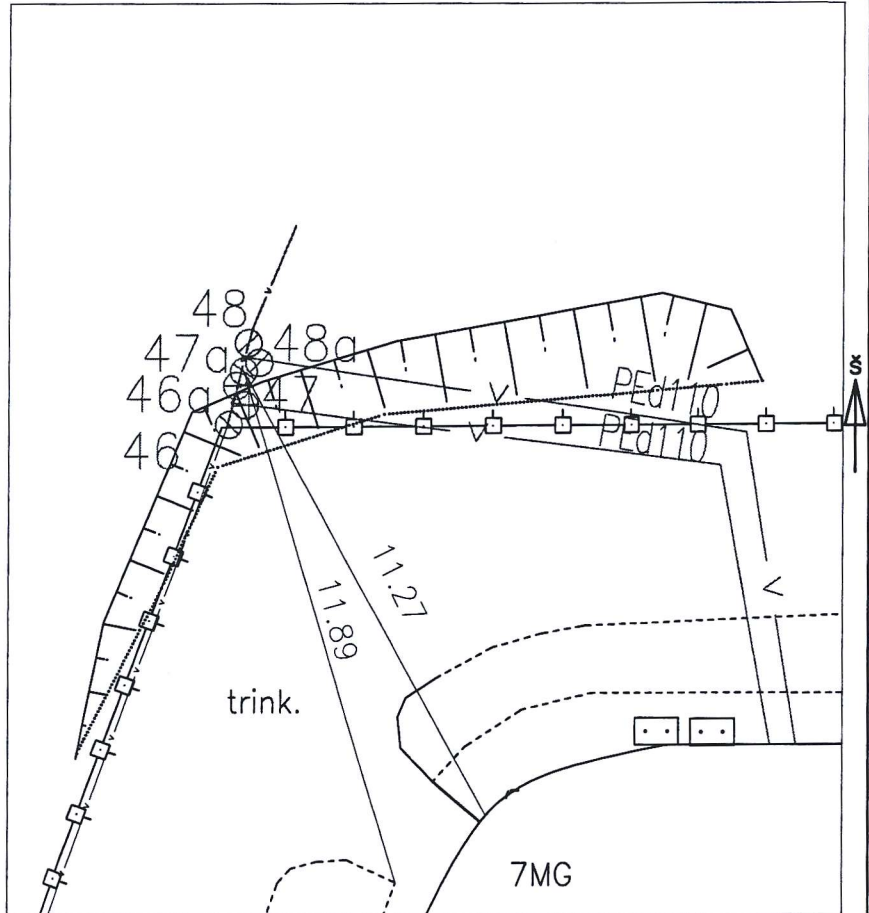 48
47a 48a
46a 47
46
V PEd110
V PEd110
Š
11.27
11.89
V
trink.
7MG